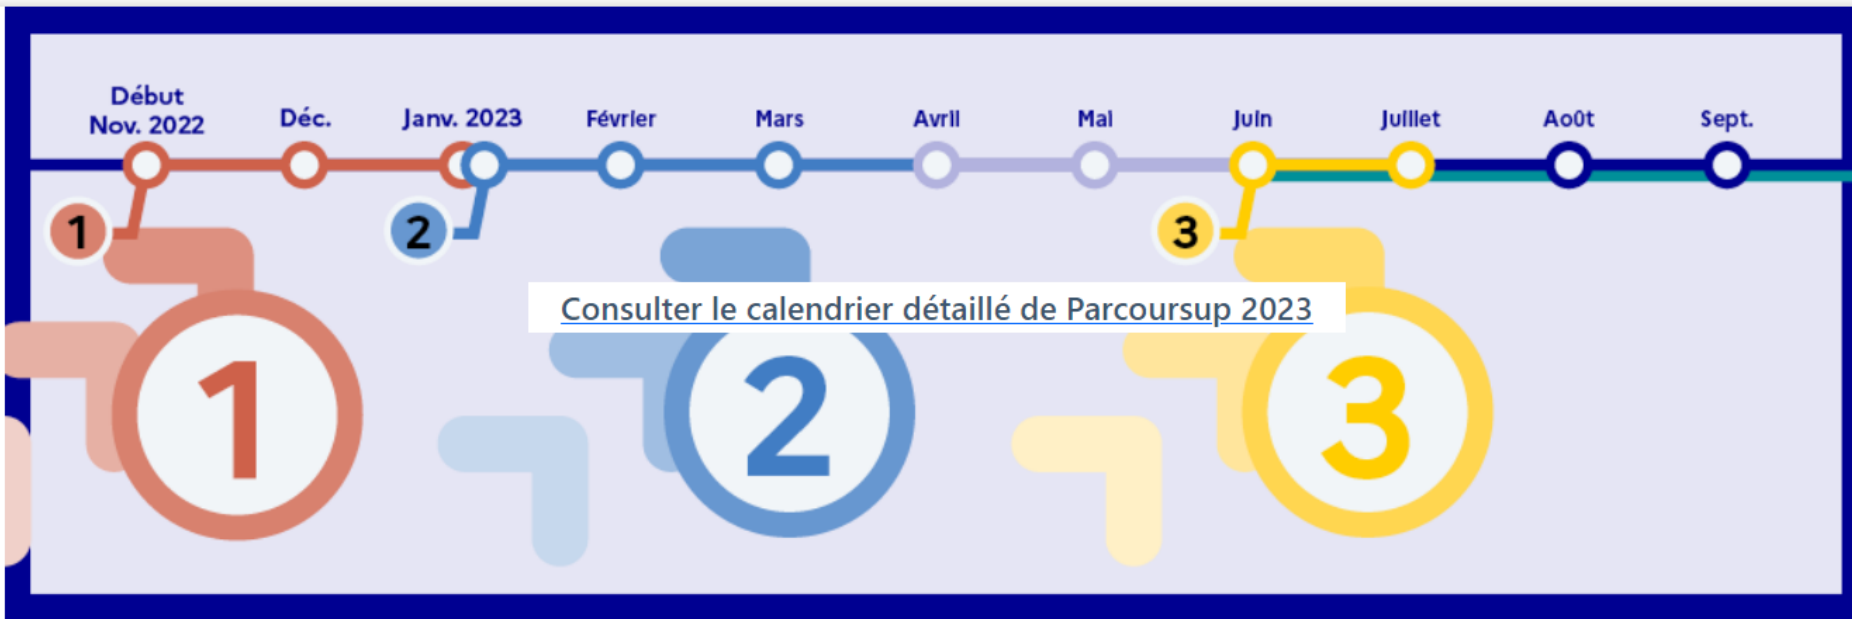 Début
Nov. 2022
Déc.
Janv. 2023
Février
Mars
Avril
Mai
Juin
Juillet
Août
Sept.
1
2
3
Consulter le calendrier détaillé de Parcoursup 2023
1
2
3